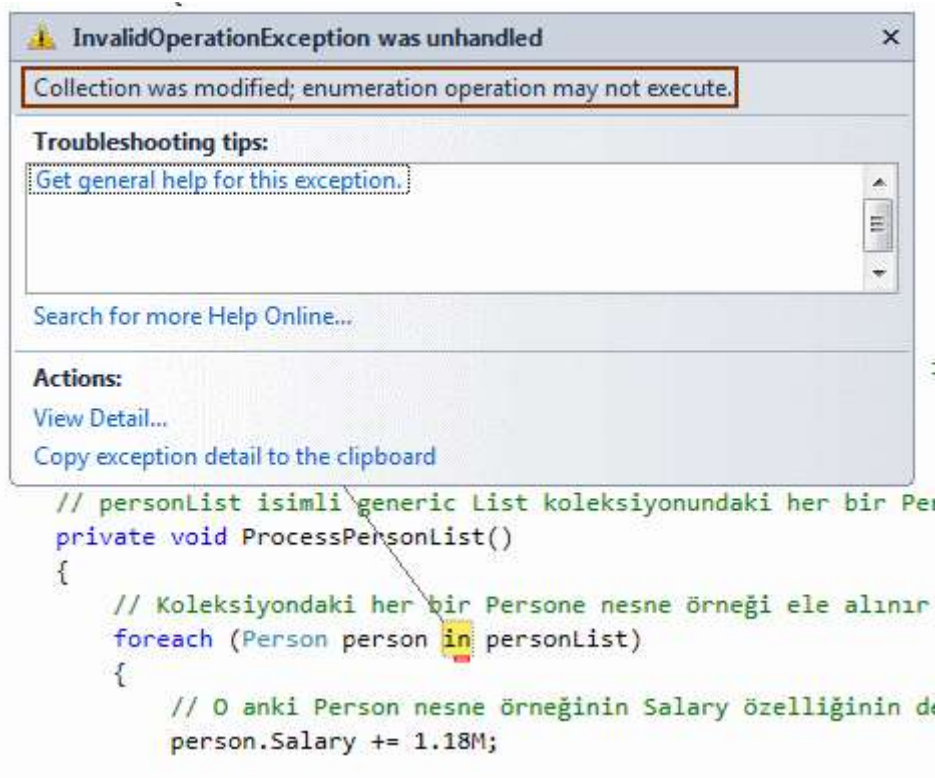 InvalidOperationException was unhandled
Collection was modified; enumeration operation may not execute.
Troubleshooting tips:
Get general help for this exception.
Search for more Help Online...
Actions:
View Detail...
Copy exception detail to the clipboard
// personList isimli generic List koleksiyonundaki her bir
private void ProcessPersonList()
{
// Koleksiyondaki her bir Persone nesne örneği ele alınır
foreach (Person person in personList)
{
// O anki Person nesne örneğinin Salary özelliğinin
person.Salary += 1.18M;